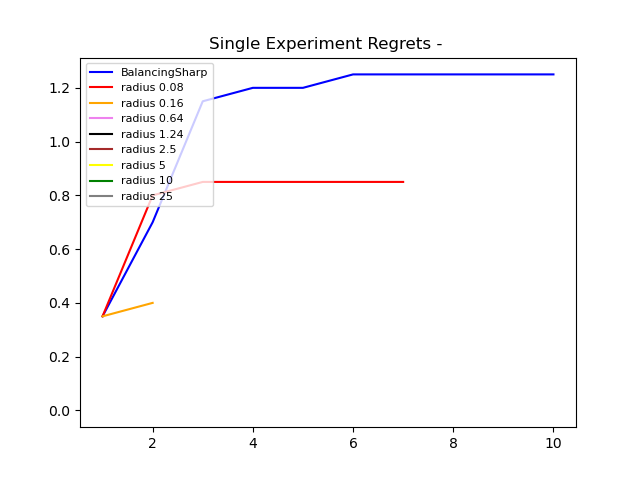 Single Experiment Regrets -
BalancingSharp
radius 0.08
radius 0.16
radius 0.64
radius 1.24
radius 2.5
radius 5
radius 10
radius 25
1.2
1.0
0.8
0.6
0.4
0.2
0.0
2 4 6 8 10